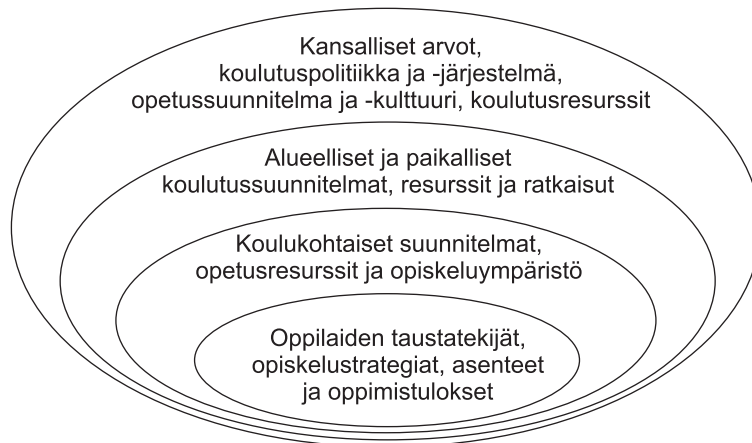 Kansalliset arvot,
koulutuspolitiikka ja -järjestelmä,
opetussuunnitelma ja -kulttuuri, koulutusresurssit
Alueelliset ja paikalliset
koulutussuunnitelmat, resurssit ja ratkaisut
Koulukohtaiset suunnitelmat,
opetusresurssit ja opiskeluympäristö
Oppilaiden taustatekijät,
opiskelustrategiat, asenteet
ja oppimistulokset